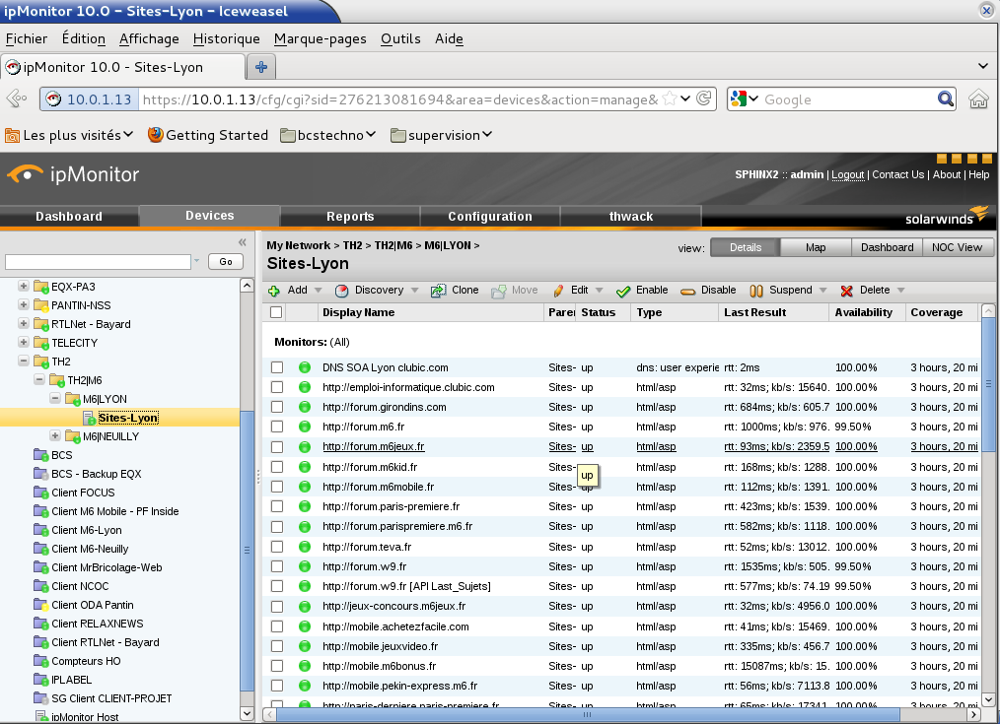 ipMonitor 10.0 - Sites-Lyon - Iceweasel
Fichier Édition Affichage Historique Marque-pages Outils Aide
ipMonitor 10.0 - Sites-Lyon
10.0.1.13 https://10.0.1.13/cfg/cgi?sid=276213081694&area=devices&action=manage& Google
Les plus visités Getting Started bcstechno supervision
ipMonitor
SPHINX2 :: admin | Logout | Contact Us | About | Help
Dashboard Devices Reports Configuration thwack
solarwinds
Go
EQX-PA3
PANTIN-NSS
RTLNet - Bayard
TELECITY
TH2
TH2|M6
M6|LYON
Sites-Lyon
M6|NEUILLY
BCS
BCS - Backup EQX
Client FOCUS
Client M6 Mobile - PF Inside
Client M6-Lyon
Client M6-Neuilly
Client MrBricolage-Web
Client NCOC
Client ODA Pantin
Client RELAXNEWS
Client RTLNet - Bayard
Compteurs HO
IPLABEL
SG Client CLIENT-PROJET
ipMonitor Host
My Network > TH2 > TH2|M6 > M6|LYON >
Sites-Lyon
view: Details Map Dashboard NOC View
Add Discovery Clone Move Edit Enable Disable Suspend Delete
Display Name Parer Status Type Last Result Availability Coverage
Monitors: (All)
DNS SOA Lyon clubic.com Sites- up dns: user experie rtt: 2ms 100.00% 3 hours, 20 mi
http://emploi-informatique.clubic.com Sites- up html/asp rtt: 32ms; kb/s: 15640. 100.00% 3 hours, 20 mi
http://forum.girondins.com Sites- up html/asp rtt: 684ms; kb/s: 605.7 100.00% 3 hours, 20 mi
http://forum.m6.fr Sites- up html/asp rtt: 1000ms; kb/s: 976. 99.50% 3 hours, 20 mi
http://forum.m6jeux.fr Sites- up html/asp rtt: 93ms; kb/s: 2359.5 100.00% 3 hours, 20 mi
http://forum.m6kid.fr Sites- html/asp rtt: 168ms; kb/s: 1288. 100.00% 3 hours, 20 mi
up
http://forum.m6mobile.fr Sites- up html/asp rtt: 112ms; kb/s: 1391. 100.00% 3 hours, 20 mi
http://forum.paris-premiere.fr Sites- up html/asp rtt: 423ms; kb/s: 1539. 100.00% 3 hours, 20 mi
http://forum.parispremiere.m6.fr Sites- up html/asp rtt: 582ms; kb/s: 1118. 100.00% 3 hours, 20 mi
http://forum.teva.fr Sites- up html/asp rtt: 52ms; kb/s: 13012. 100.00% 3 hours, 20 mi
http://forum.w9.fr Sites- up html/asp rtt: 1535ms; kb/s: 505. 99.50% 3 hours, 20 mi
http://forum.w9.fr [API Last_Sujets] Sites- up html/asp rtt: 577ms; kb/s: 74.19 99.50% 3 hours, 20 mi
http://jeux-concours.m6jeux.fr Sites- up html/asp rtt: 32ms; kb/s: 4956.0 100.00% 3 hours, 20 mi
http://mobile.achetezfacile.com Sites- up html/asp rtt: 41ms; kb/s: 15469. 100.00% 3 hours, 20 mi
http://mobile.jeuxvideo.fr Sites- up html/asp rtt: 335ms; kb/s: 456.7 100.00% 3 hours, 20 mi
http://mobile.m6bonus.fr Sites- up html/asp rtt: 15087ms; kb/s: 15. 100.00% 3 hours, 20 mi
http://mobile.pekin-express.m6.fr Sites- up html/asp rtt: 56ms; kb/s: 7113.8 100.00% 3 hours, 20 mi
http://paris-derniere.paris-premiere.fr Sites- up html/asp rtt: 65ms; kb/s: 17341. 100.00% 3 hours, 20 mi